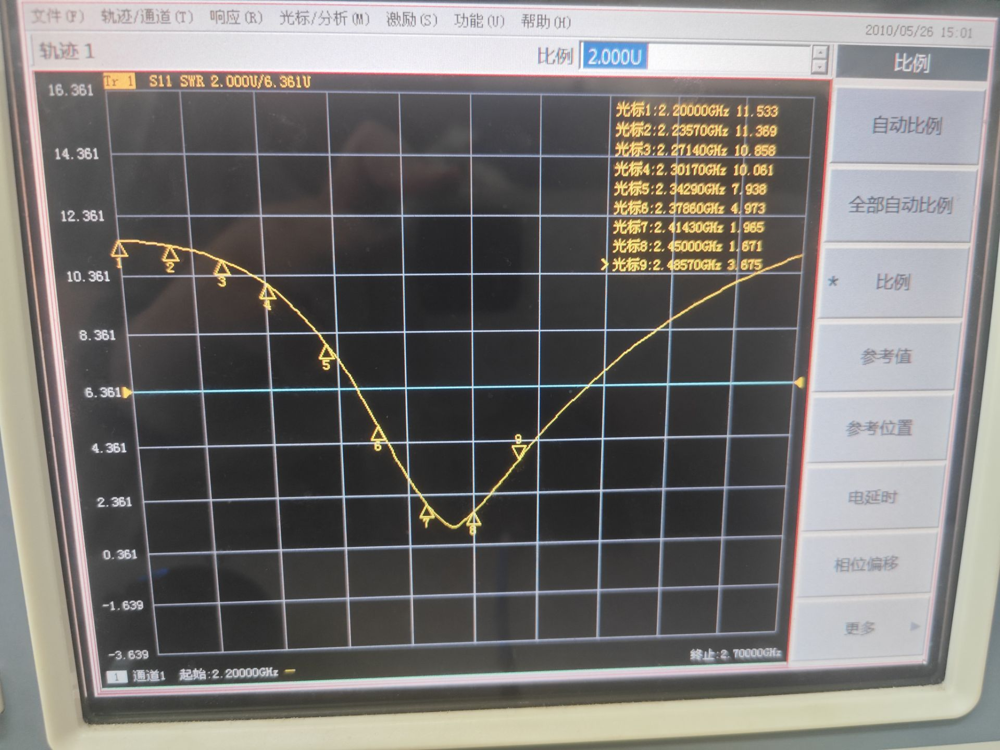 文件(F) 轨迹/通道(T) 响应(R) 光标/分析(M) 激励(S) 功能(U) 帮助(H)
2010/05/26 15:01
轨迹 1
比例 2.000U
比例
Tr 1 S11 SWR 2.000U/6.361U
16.361
14.361
12.361
10.361
8.361
6.361
4.361
2.361
0.361
-1.639
-3.639
光标1:2.20000GHz 11.533
光标2:2.23570GHz 11.369
光标3:2.27140GHz 10.858
光标4:2.30170GHz 10.061
光标5:2.34290GHz 7.938
光标6:2.37860GHz 4.973
光标7:2.41430GHz 1.965
光标8:2.45000GHz 1.671
>光标9:2.48570GHz 3.675
1
2
3
4
5
6
7
8
9
自动比例
全部自动比例
* 比例
参考值
参考位置
电延时
相位偏移
更多
1 通道1 起始:2.20000GHz
终止:2.70000GHz